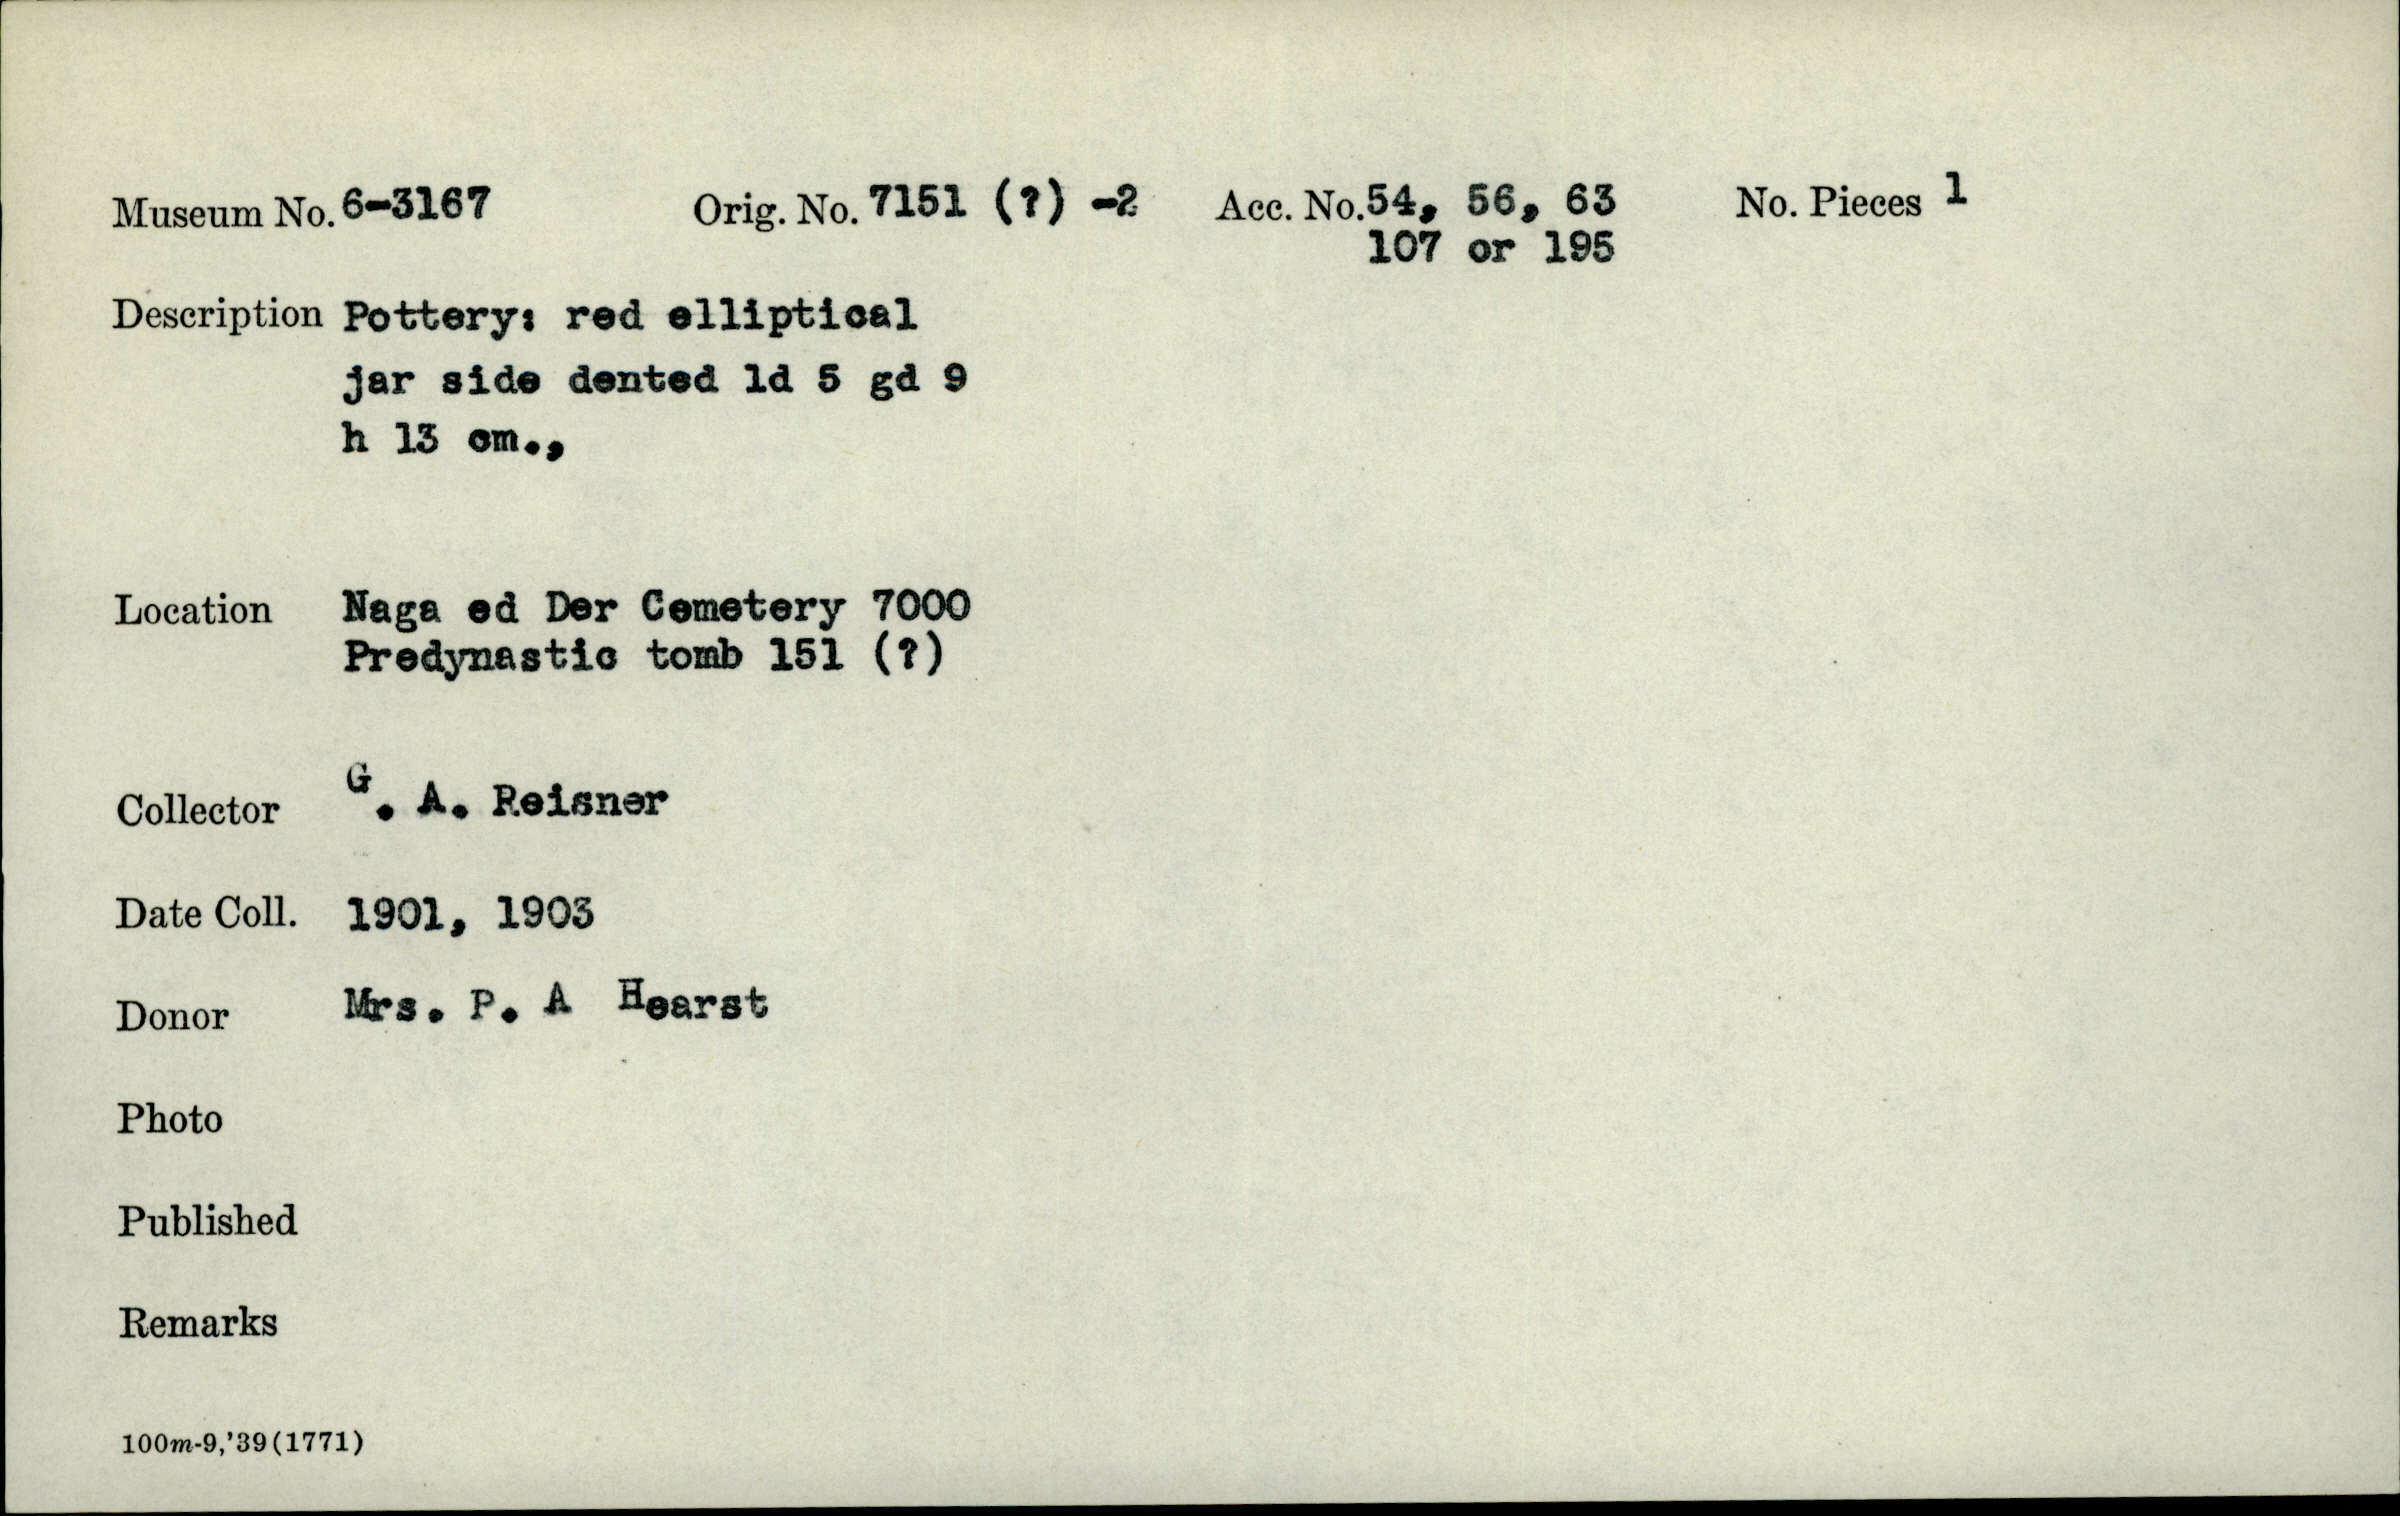 Museum No. 6-3167 Orig. No. 7151 (?) -2 Acc. No. 54, 56, 63 No. Pieces 1
107 or 195
Description Pottery: red elliptical
jar side dented ld 5 gd 9
h 13 cm.,
Location Naga ed Der Cemetery 7000
Predynastic tomb 151 (?)
Collector G. A. Reisner
Date Coll. 1901, 1903
Donor Mrs. P. A Hearst
Photo
Published
Remarks
100m-9,'39(1771)